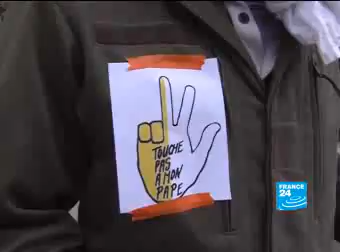 TOUCHE
PAS
A MON
PAPE
FRANCE
24